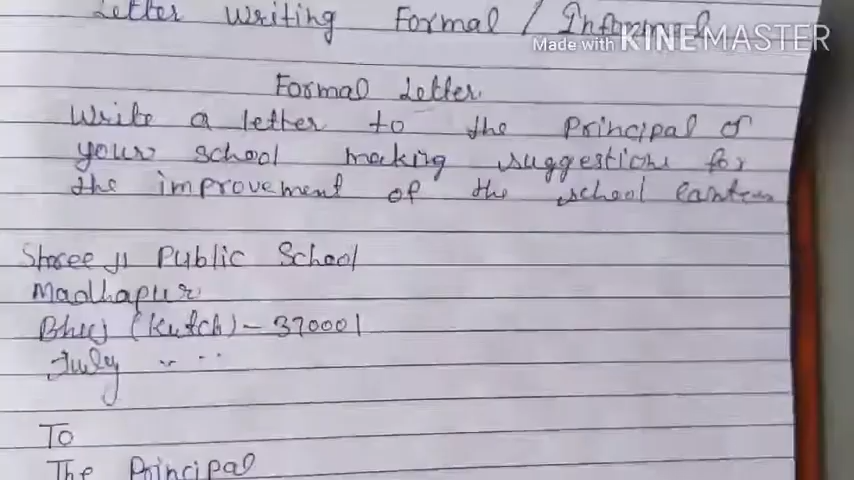 Letter Writing Formal / Informal
Made with KINEMASTER
Formal Letter.
Write a letter to the Principal of
your school making suggestions for
the improvement of the school
Shree Ji Public School
Madhapur
Bhuj (Kutch) - 370001
July
To
The Principal